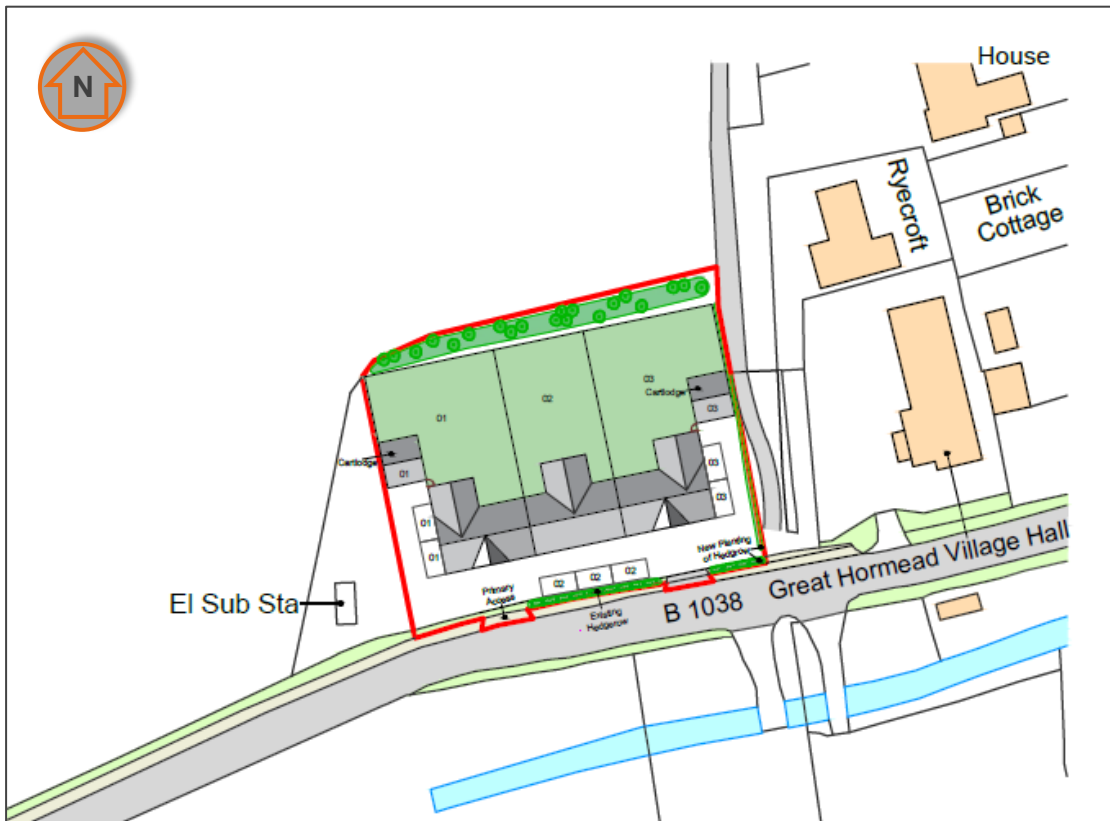 N
House
Ryecroft
Brick
Cottage
03
02
01
Cartlodge
03
Cartlodge
01
03
03
01
01
New Planting
of Hedgrow
02
02
02
Primary
Access
Existing
Hedgerow
El Sub Sta
B 1038
Great Hormead Village Hall